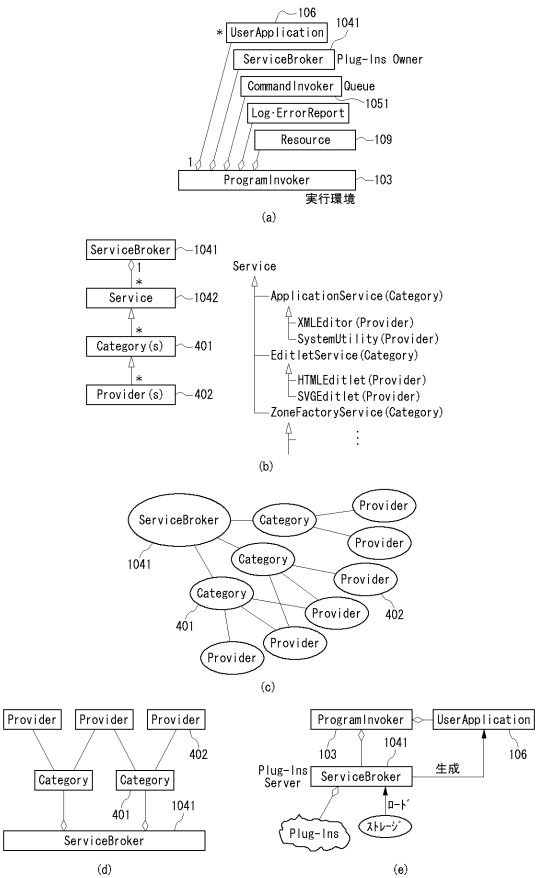 106
* UserApplication
1041
ServiceBroker Plug-Ins Owner
CommandInvoker Queue
1051
Log·ErrorReport
Resource 109
1
ProgramInvoker 103
実行環境
(a)
ServiceBroker 1041
1
*
Service 1042
*
Category(s) 401
*
Provider(s) 402
Service
ApplicationService(Category)
XMLEditor(Provider)
SystemUtility(Provider)
EditletService(Category)
HTMLEditlet(Provider)
SVGEditlet(Provider)
ZoneFactoryService(Category)
⋮
(b)
ServiceBroker
1041
Category
Provider
Provider
Category
Provider
402
Category
401
Provider
Provider
Provider
(c)
Provider Provider Provider
402
Category Category
401
1041
ServiceBroker
(d)
ProgramInvoker UserApplication
103 1041 106
Plug-Ins
Server
ServiceBroker 生成
ロード
Plug-Ins ストレージ
(e)